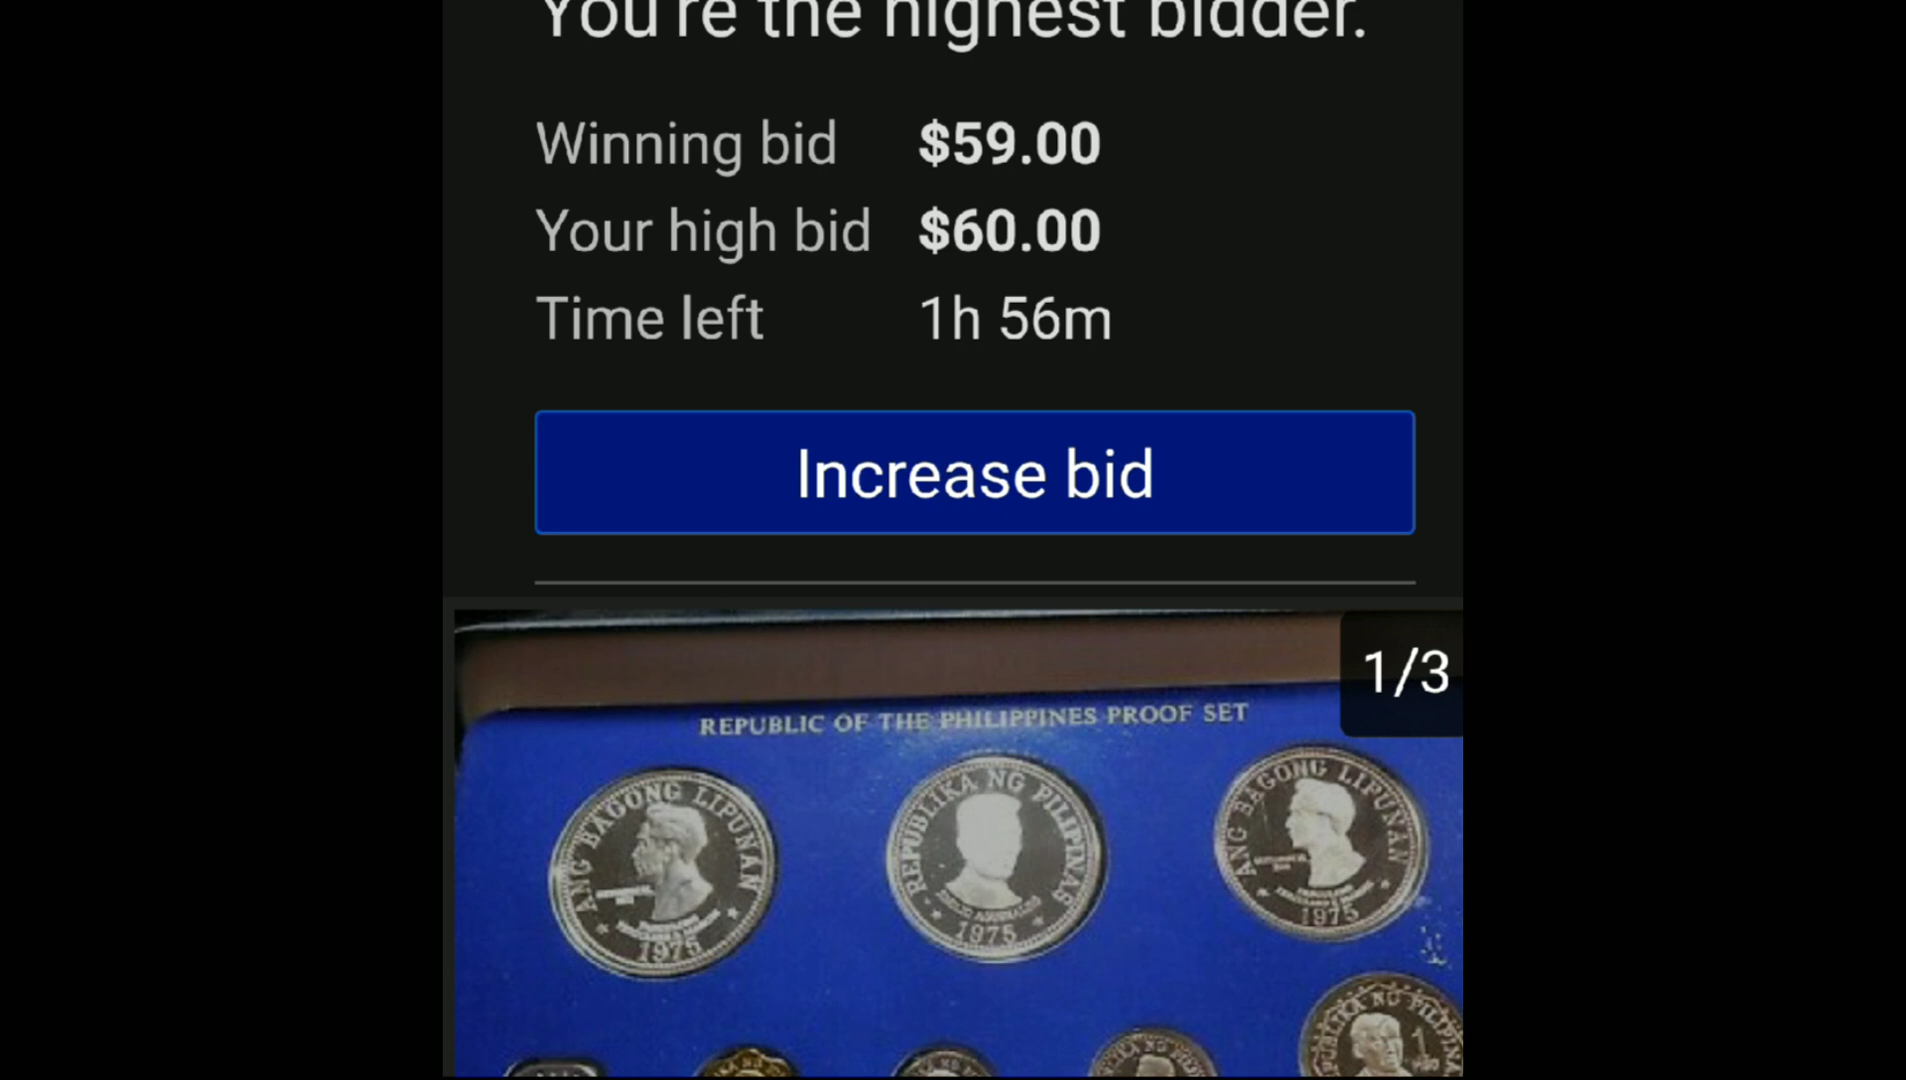 You're the highest bidder.
Winning bid $59.00
Your high bid $60.00
Time left 1h 56m
Increase bid
1/3
REPUBLIC OF THE PHILIPPINES PROOF SET
ANG BAGONG LIPUNAN
1975
REPUBLIKA NG PILIPINAS
EMILIO AGUINALDO
1975
ANG BAGONG LIPUNAN
1975